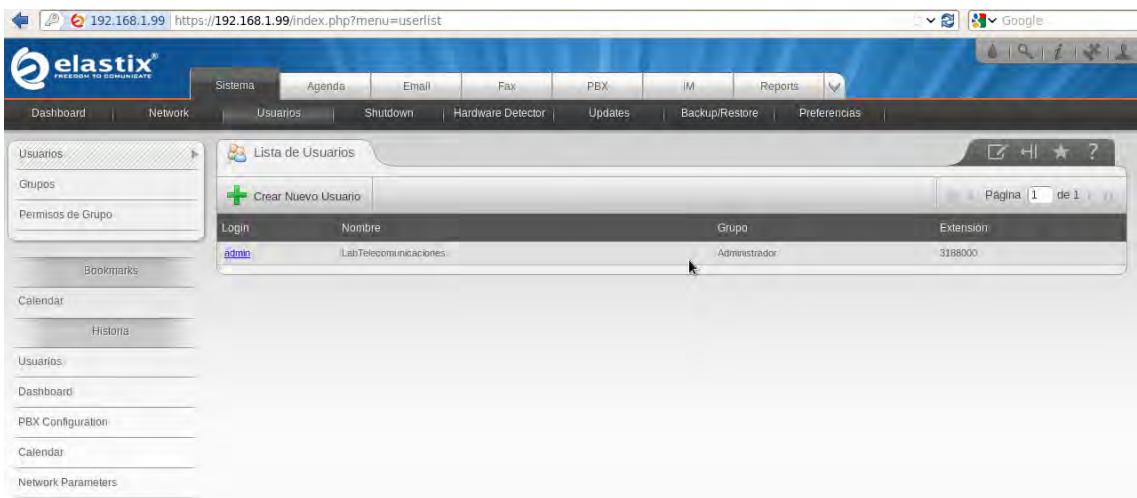 192.168.1.99 https://192.168.1.99/index.php?menu=userlist
Google
elastix®
FREEDOM TO COMUNICATE
Sistema Agenda Email Fax PBX IM Reports
Dashboard Network Usuarios Shutdown Hardware Detector Updates Backup/Restore Preferencias
Usuarios
Grupos
Permisos de Grupo
Bookmarks
Calendar
Historia
Usuarios
Dashboard
PBX Configuration
Calendar
Network Parameters
Lista de Usuarios
?
Crear Nuevo Usuario
Página 1 de 1
Login Nombre Grupo Extensión
admin LabTelecomunicaciones Administrador 3188000